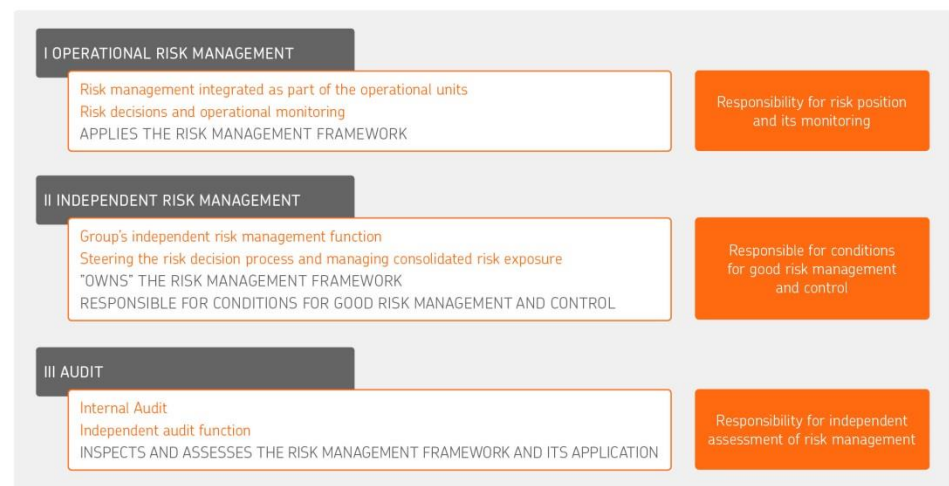 I OPERATIONAL RISK MANAGEMENT
Risk management integrated as part of the operational units
Risk decisions and operational monitoring
APPLIES THE RISK MANAGEMENT FRAMEWORK
Responsibility for risk position
and its monitoring
II INDEPENDENT RISK MANAGEMENT
Group's independent risk management function
Steering the risk decision process and managing consolidated risk exposure
"OWNS" THE RISK MANAGEMENT FRAMEWORK
RESPONSIBLE FOR CONDITIONS FOR GOOD RISK MANAGEMENT AND CONTROL
Responsible for conditions
for good risk management
and control
III AUDIT
Internal Audit
Independent audit function
INSPECTS AND ASSESSES THE RISK MANAGEMENT FRAMEWORK AND ITS APPLICATION
Responsibility for independent
assessment of risk management